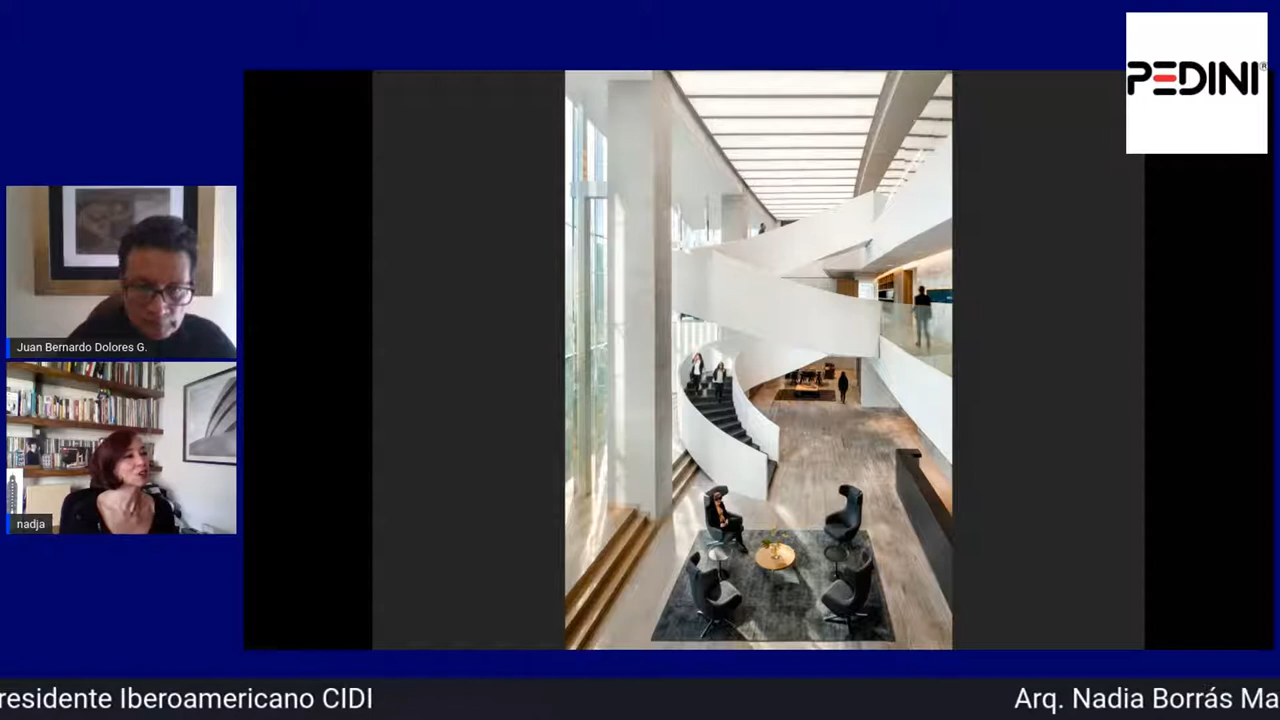 PEDINI®
Juan Bernardo Dolores G.
nadja
residente Iberoamericano CIDI
Arq. Nadia Borrás Ma